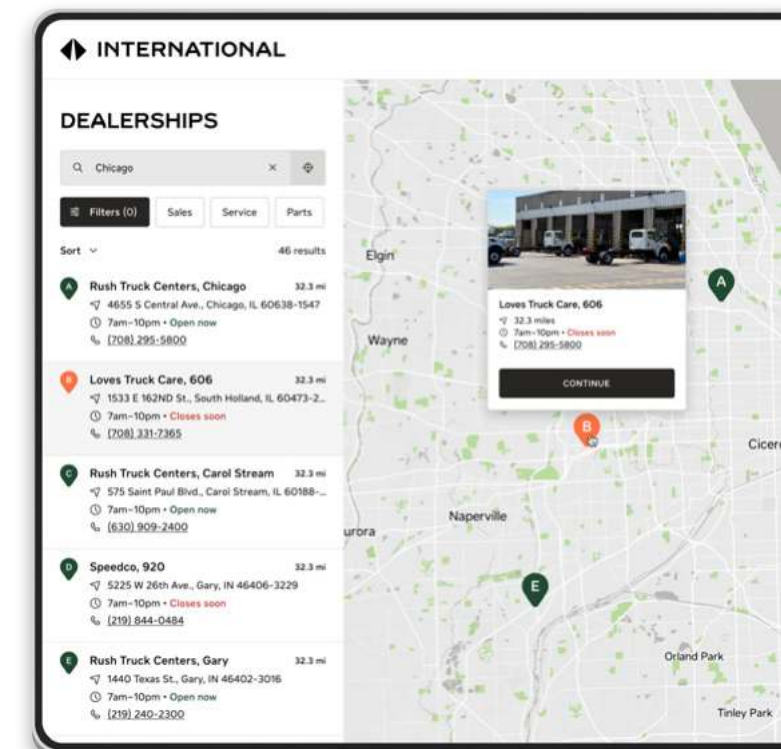 INTERNATIONAL
DEALERSHIPS
Chicago
Filters (0) Sales Service Parts
Sort 46 results
A
Rush Truck Centers, Chicago 32.3 mi
4655 S Central Ave., Chicago, IL 60638-1547
7am–10pm • Open now
(708) 295-5800
B
Loves Truck Care, 606 32.3 mi
1533 E 162ND St., South Holland, IL 60473-2...
7am–10pm • Closes soon
(708) 331-7365
C
Rush Truck Centers, Carol Stream 32.3 mi
575 Saint Paul Blvd., Carol Stream, IL 60188-...
7am–10pm • Open now
(630) 909-2400
D
Speedco, 920 32.3 mi
5225 W 26th Ave., Gary, IN 46406-3229
7am–10pm • Closes soon
(219) 844-0484
E
Rush Truck Centers, Gary 32.3 mi
1440 Texas St., Gary, IN 46402-3016
7am–10pm • Open now
(219) 240-2300
Elgin
Wayne
Loves Truck Care, 606
32.3 miles
7am–10pm • Closes soon
(708) 295-5800
CONTINUE
A
B
Cicero
Naperville
urora
E
Orland Park
Tinley Park